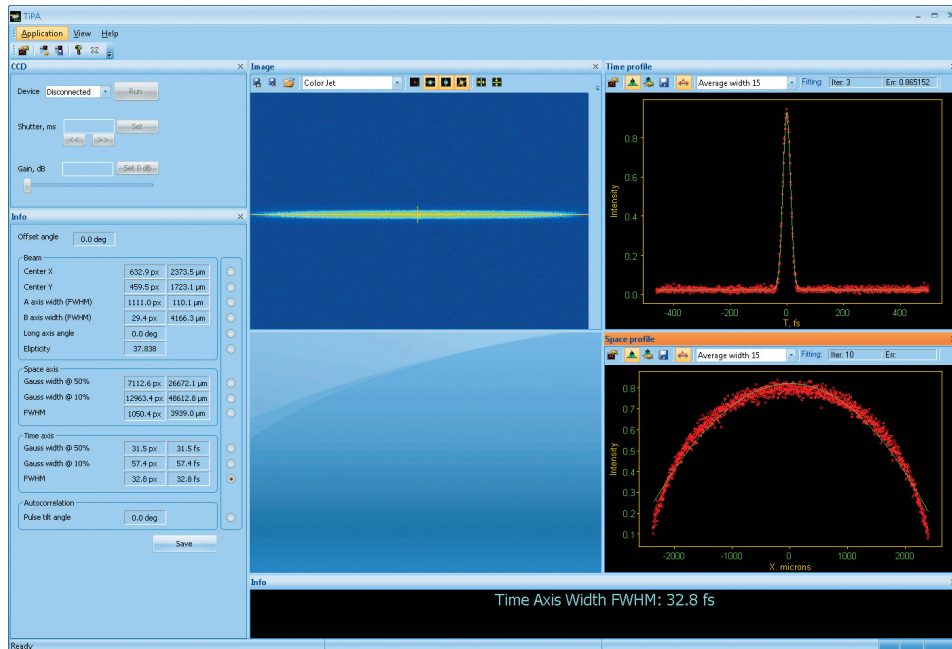 TiPA
Application View Help
CCD
Device Disconnected Run
Shutter, ms Set
<< >>
Gain, dB Set 0 dB
Info
Offset angle 0.0 deg
Beam
Center X 632.9 px 2373.5 µm
Center Y 459.5 px 1723.1 µm
A axis width (FWHM) 1111.0 px 110.1 µm
B axis width (FWHM) 29.4 px 4166.3 µm
Long axis angle 0.0 deg
Elipticity 37.838
Space axis
Gauss width @ 50% 7112.6 px 26672.1 µm
Gauss width @ 10% 12963.4 px 48612.8 µm
FWHM 1050.4 px 3939.0 µm
Time axis
Gauss width @ 50% 31.5 px 31.5 fs
Gauss width @ 10% 57.4 px 57.4 fs
FWHM 32.8 px 32.8 fs
Autocorrelation
Pulse tilt angle 0.0 deg
Save
Image
Color Jet
Time profile
Average width 15 Fitting: Iter: 3 Err: 0.865152
Intensity
0.8
0.6
0.4
0.2
0.0
-400 -200 0 200 400
T, fs
Space profile
Average width 15 Fitting: Iter: 10 Err:
Intensity
0.8
0.7
0.6
0.5
0.4
0.3
0.2
0.1
-2000 -1000 0 1000 2000
X, microns
Info
Time Axis Width FWHM: 32.8 fs
Ready